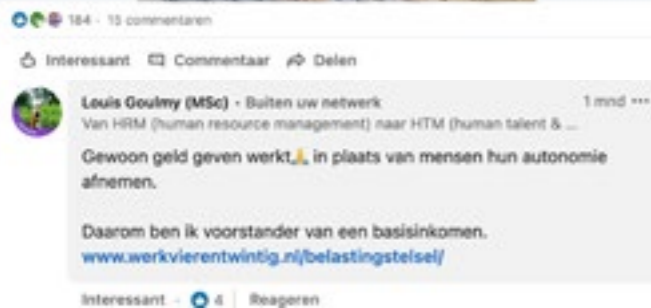 184 · 15 commentaren
Interessant Commentaar Delen
Louis Goulmy (MSc) • Buiten uw netwerk 1 mnd •••
Van HRM (human resource management) naar HTM (human talent & ...
Gewoon geld geven werkt🙏 in plaats van mensen hun autonomie
afnemen.
Daarom ben ik voorstander van een basisinkomen.
www.werkvierentwintig.nl/belastingstelsel/
Interessant · 4 | Reageren